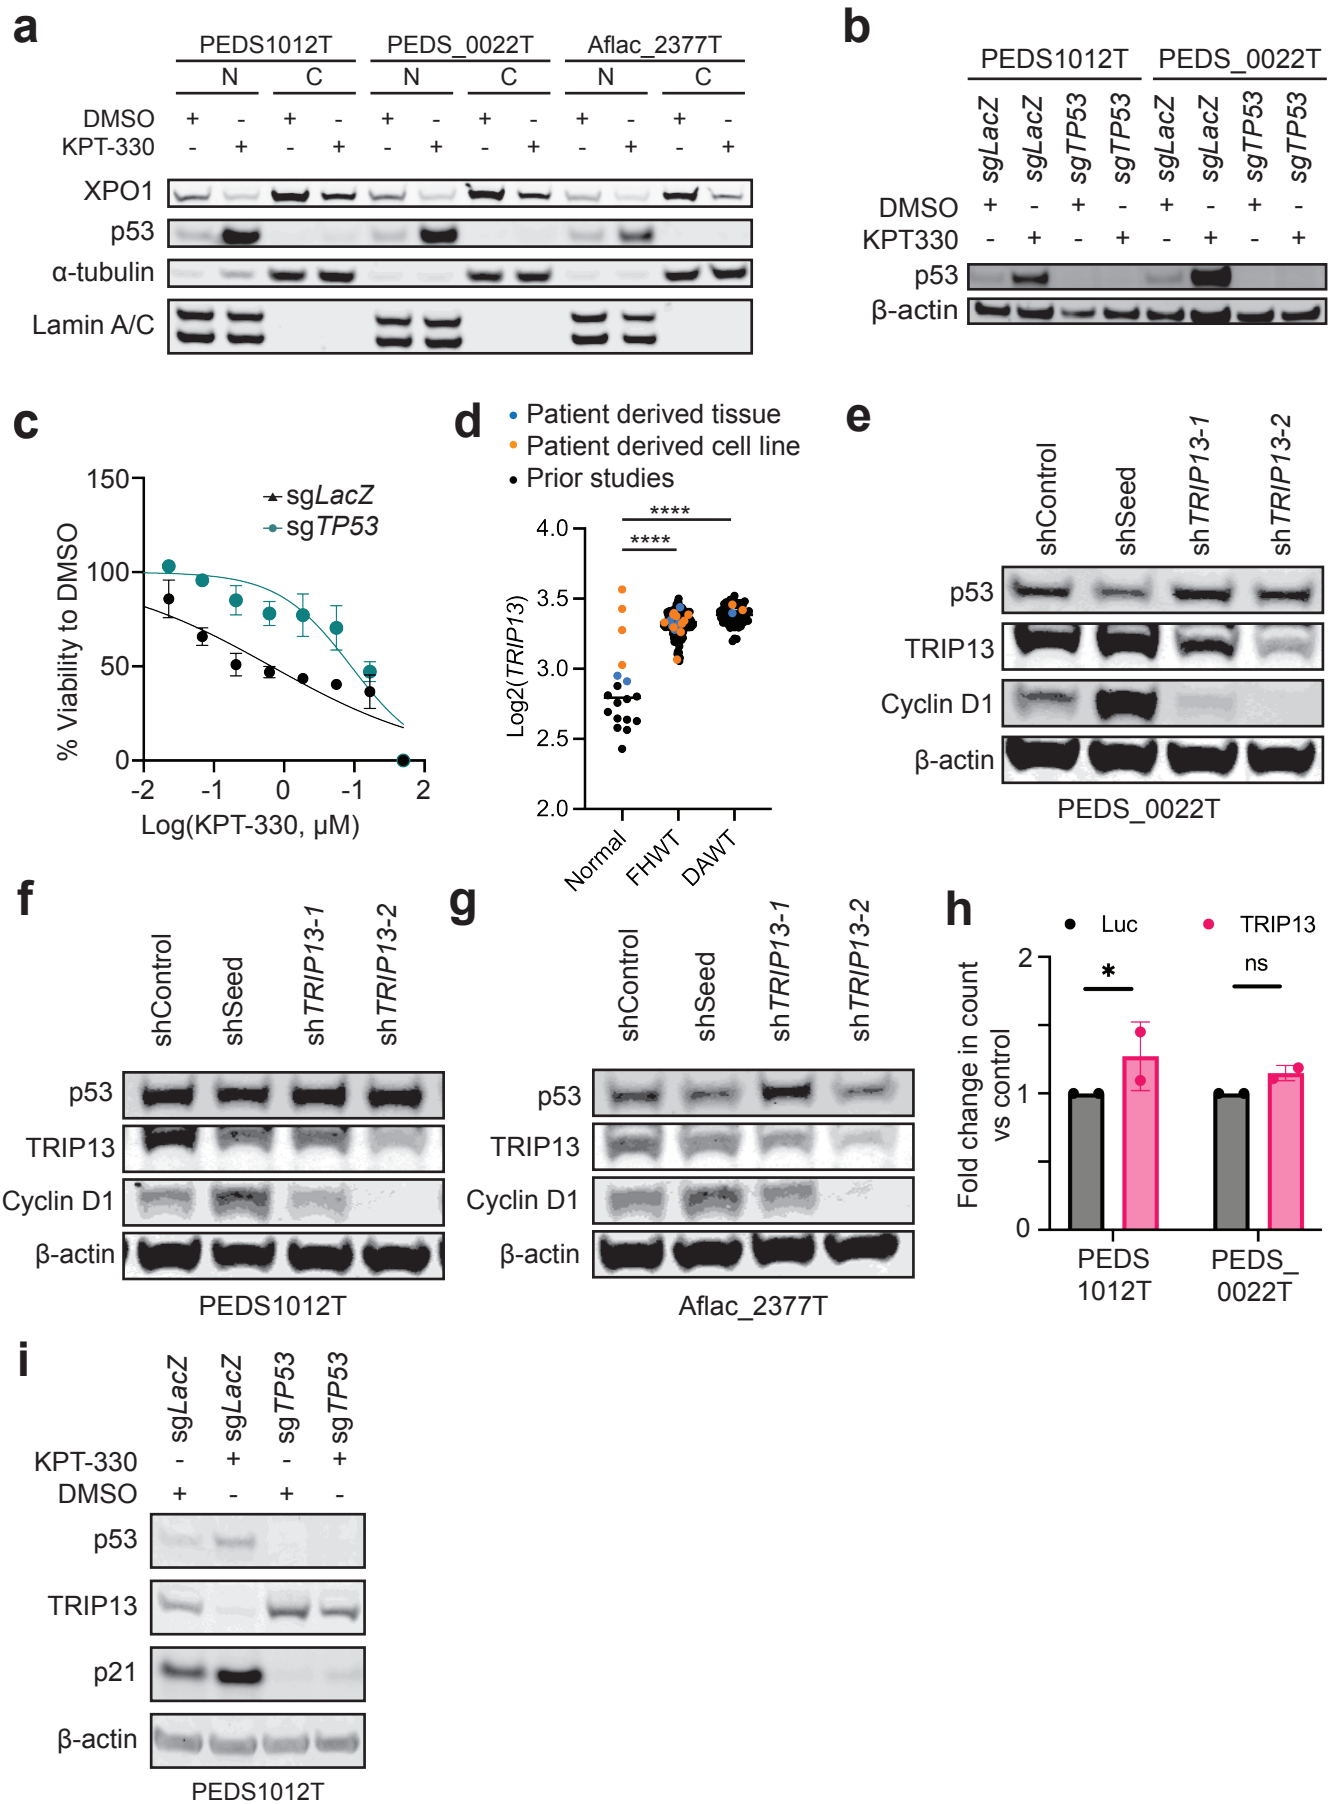 a
PEDS1012T PEDS_0022T Aflac_2377T
N C N C N C
DMSO + - + - + - + - + - + -
KPT-330 - + - + - + - + - + - +
XPO1
p53
α-tubulin
Lamin A/C
b
PEDS1012T PEDS_0022T
sgLacZ sgLacZ sgTP53 sgTP53 sgLacZ sgLacZ sgTP53 sgTP53
DMSO + - + - + - + -
KPT330 - + - + - + - +
p53
β-actin
c
% Viability to DMSO
150
100
50
0
sgLacZ
sgTP53
-2 -1 0 -1 2
Log(KPT-330, µM)
d
Patient derived tissue
Patient derived cell line
Prior studies
Log2(TRIP13)
****
****
4.0
3.5
3.0
2.5
2.0
Normal FHWT DAWT
e
shControl shSeed shTRIP13-1 shTRIP13-2
p53
TRIP13
Cyclin D1
β-actin
PEDS_0022T
f
shControl shSeed shTRIP13-1 shTRIP13-2
p53
TRIP13
Cyclin D1
β-actin
PEDS1012T
g
shControl shSeed shTRIP13-1 shTRIP13-2
p53
TRIP13
Cyclin D1
β-actin
Aflac_2377T
h
Luc TRIP13
Fold change in count
vs control
2
1
0
* ns
PEDS PEDS_
1012T 0022T
i
sgLacZ sgLacZ sgTP53 sgTP53
KPT-330 - + - +
DMSO + - + -
p53
TRIP13
p21
β-actin
PEDS1012T